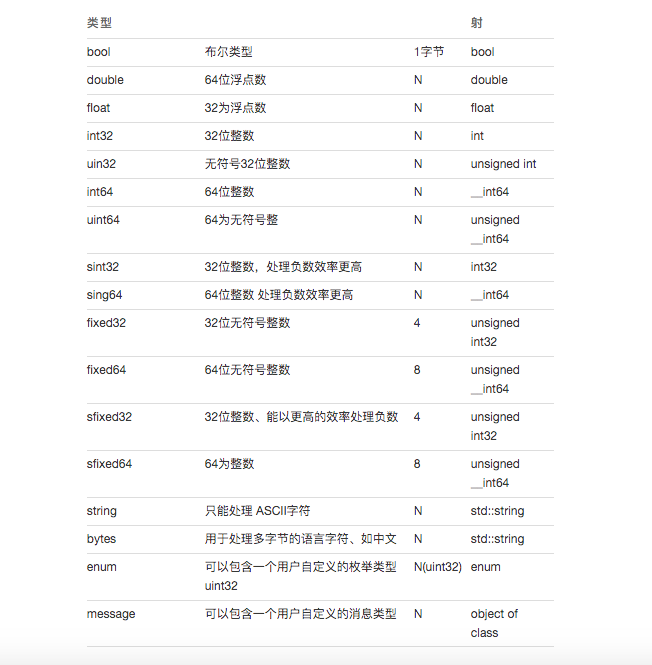 类型 射
bool 布尔类型 1字节 bool
double 64位浮点数 N double
float 32为浮点数 N float
int32 32位整数 N int
uin32 无符号32位整数 N unsigned int
int64 64位整数 N __int64
uint64 64为无符号整 N unsigned
__int64
sint32 32位整数，处理负数效率更高 N int32
sing64 64位整数 处理负数效率更高 N __int64
fixed32 32位无符号整数 4 unsigned
int32
fixed64 64位无符号整数 8 unsigned
__int64
sfixed32 32位整数、能以更高的效率处理负数 4 unsigned
int32
sfixed64 64为整数 8 unsigned
__int64
string 只能处理 ASCII字符 N std::string
bytes 用于处理多字节的语言字符、如中文 N std::string
enum 可以包含一个用户自定义的枚举类型 N(uint32) enum
uint32
message 可以包含一个用户自定义的消息类型 N object of
class